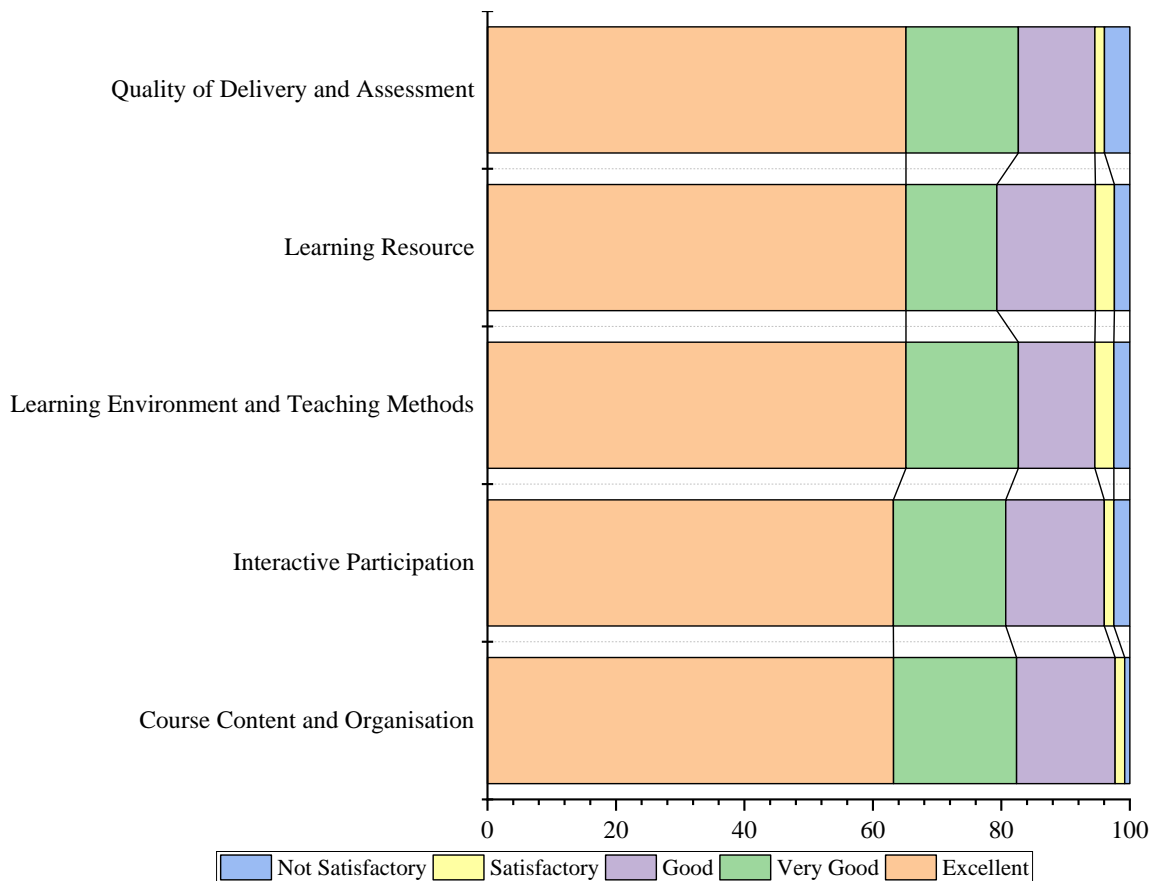 Quality of Delivery and Assessment
Learning Resource
Learning Environment and Teaching Methods
Interactive Participation
Course Content and Organisation
0 20 40 60 80 100
Not Satisfactory Satisfactory Good Very Good Excellent